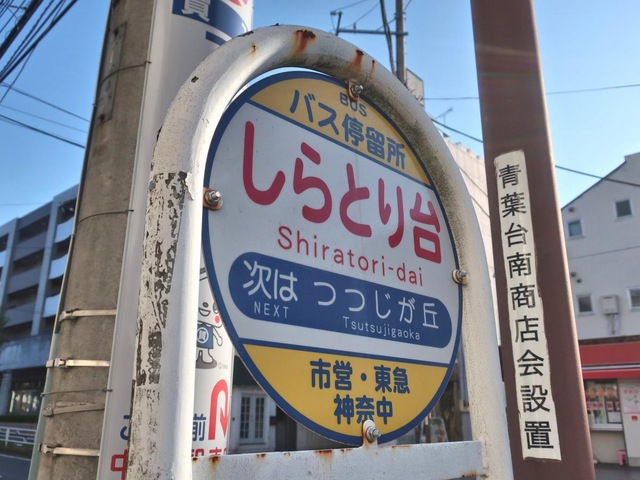 BUS
バス停留所
しらとり台
Shiratori-dai
次は つつじが丘
NEXT Tsutsujigaoka
市営・東急
神奈中
青葉台南商店会設置
前